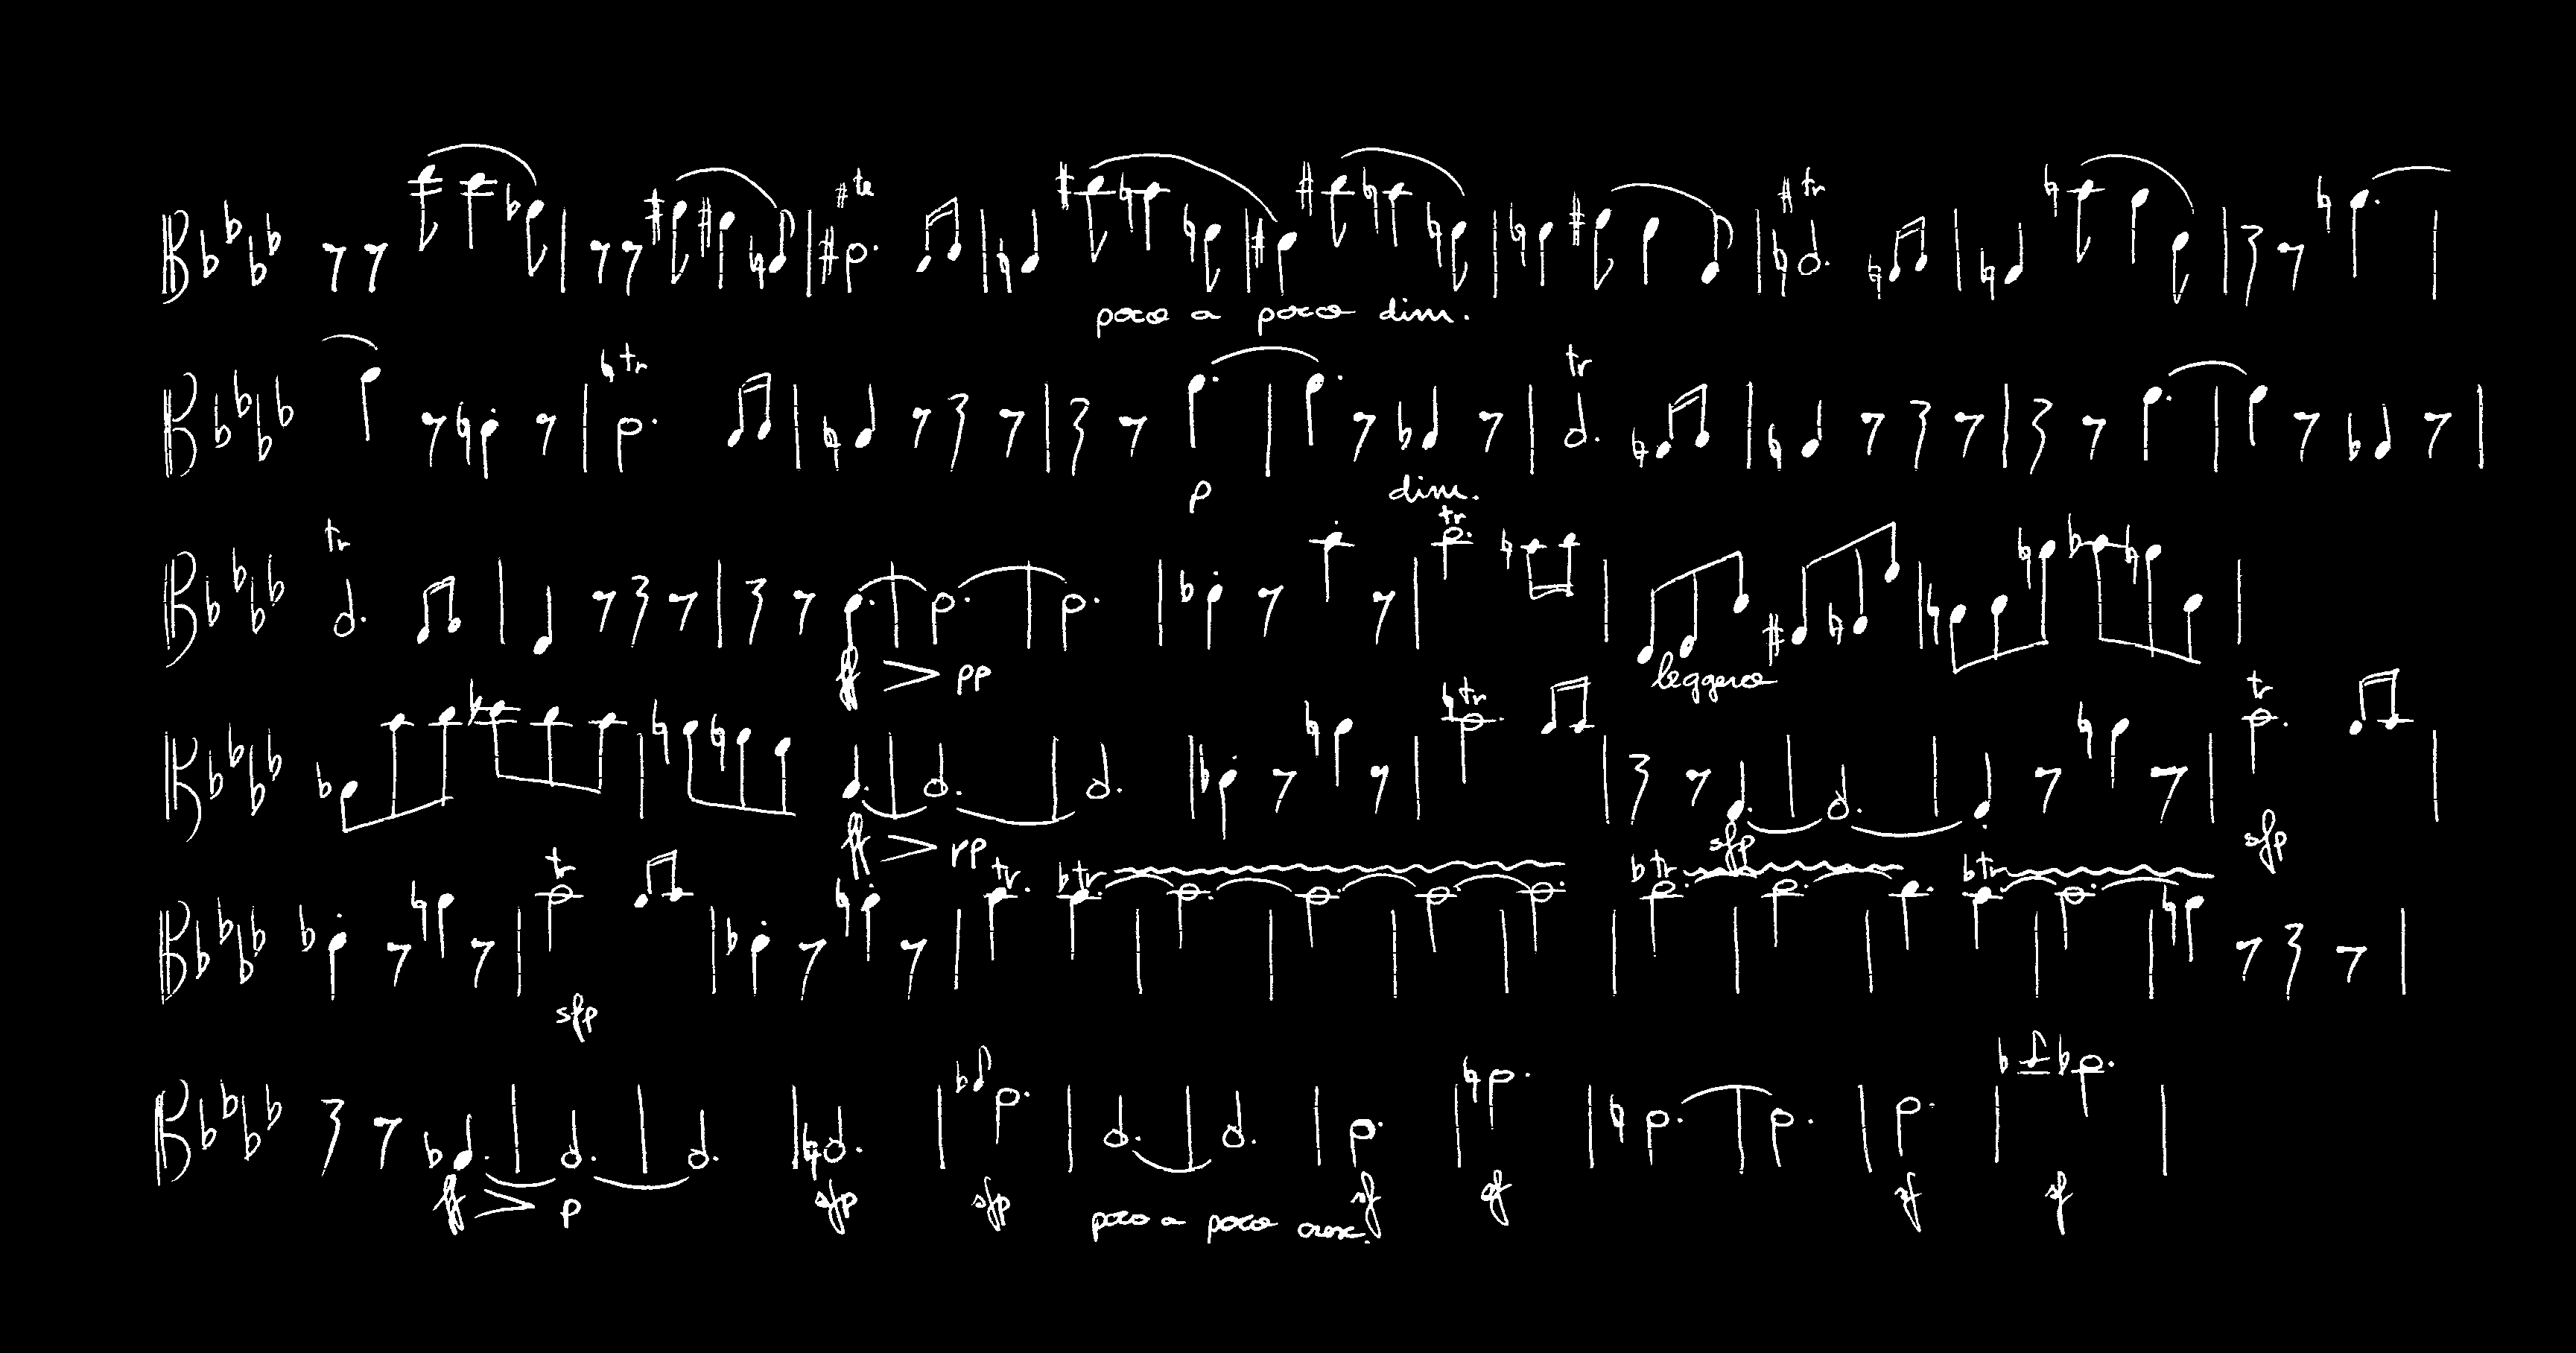 tr tr
poco a poco dim.
tr tr
p dim.
tr tr
ff pp leggero
tr tr
ff pp sfp sfp
tr tr tr tr tr
sfp
ff p sfp sfp poco a poco cresc. sf sf sf sf